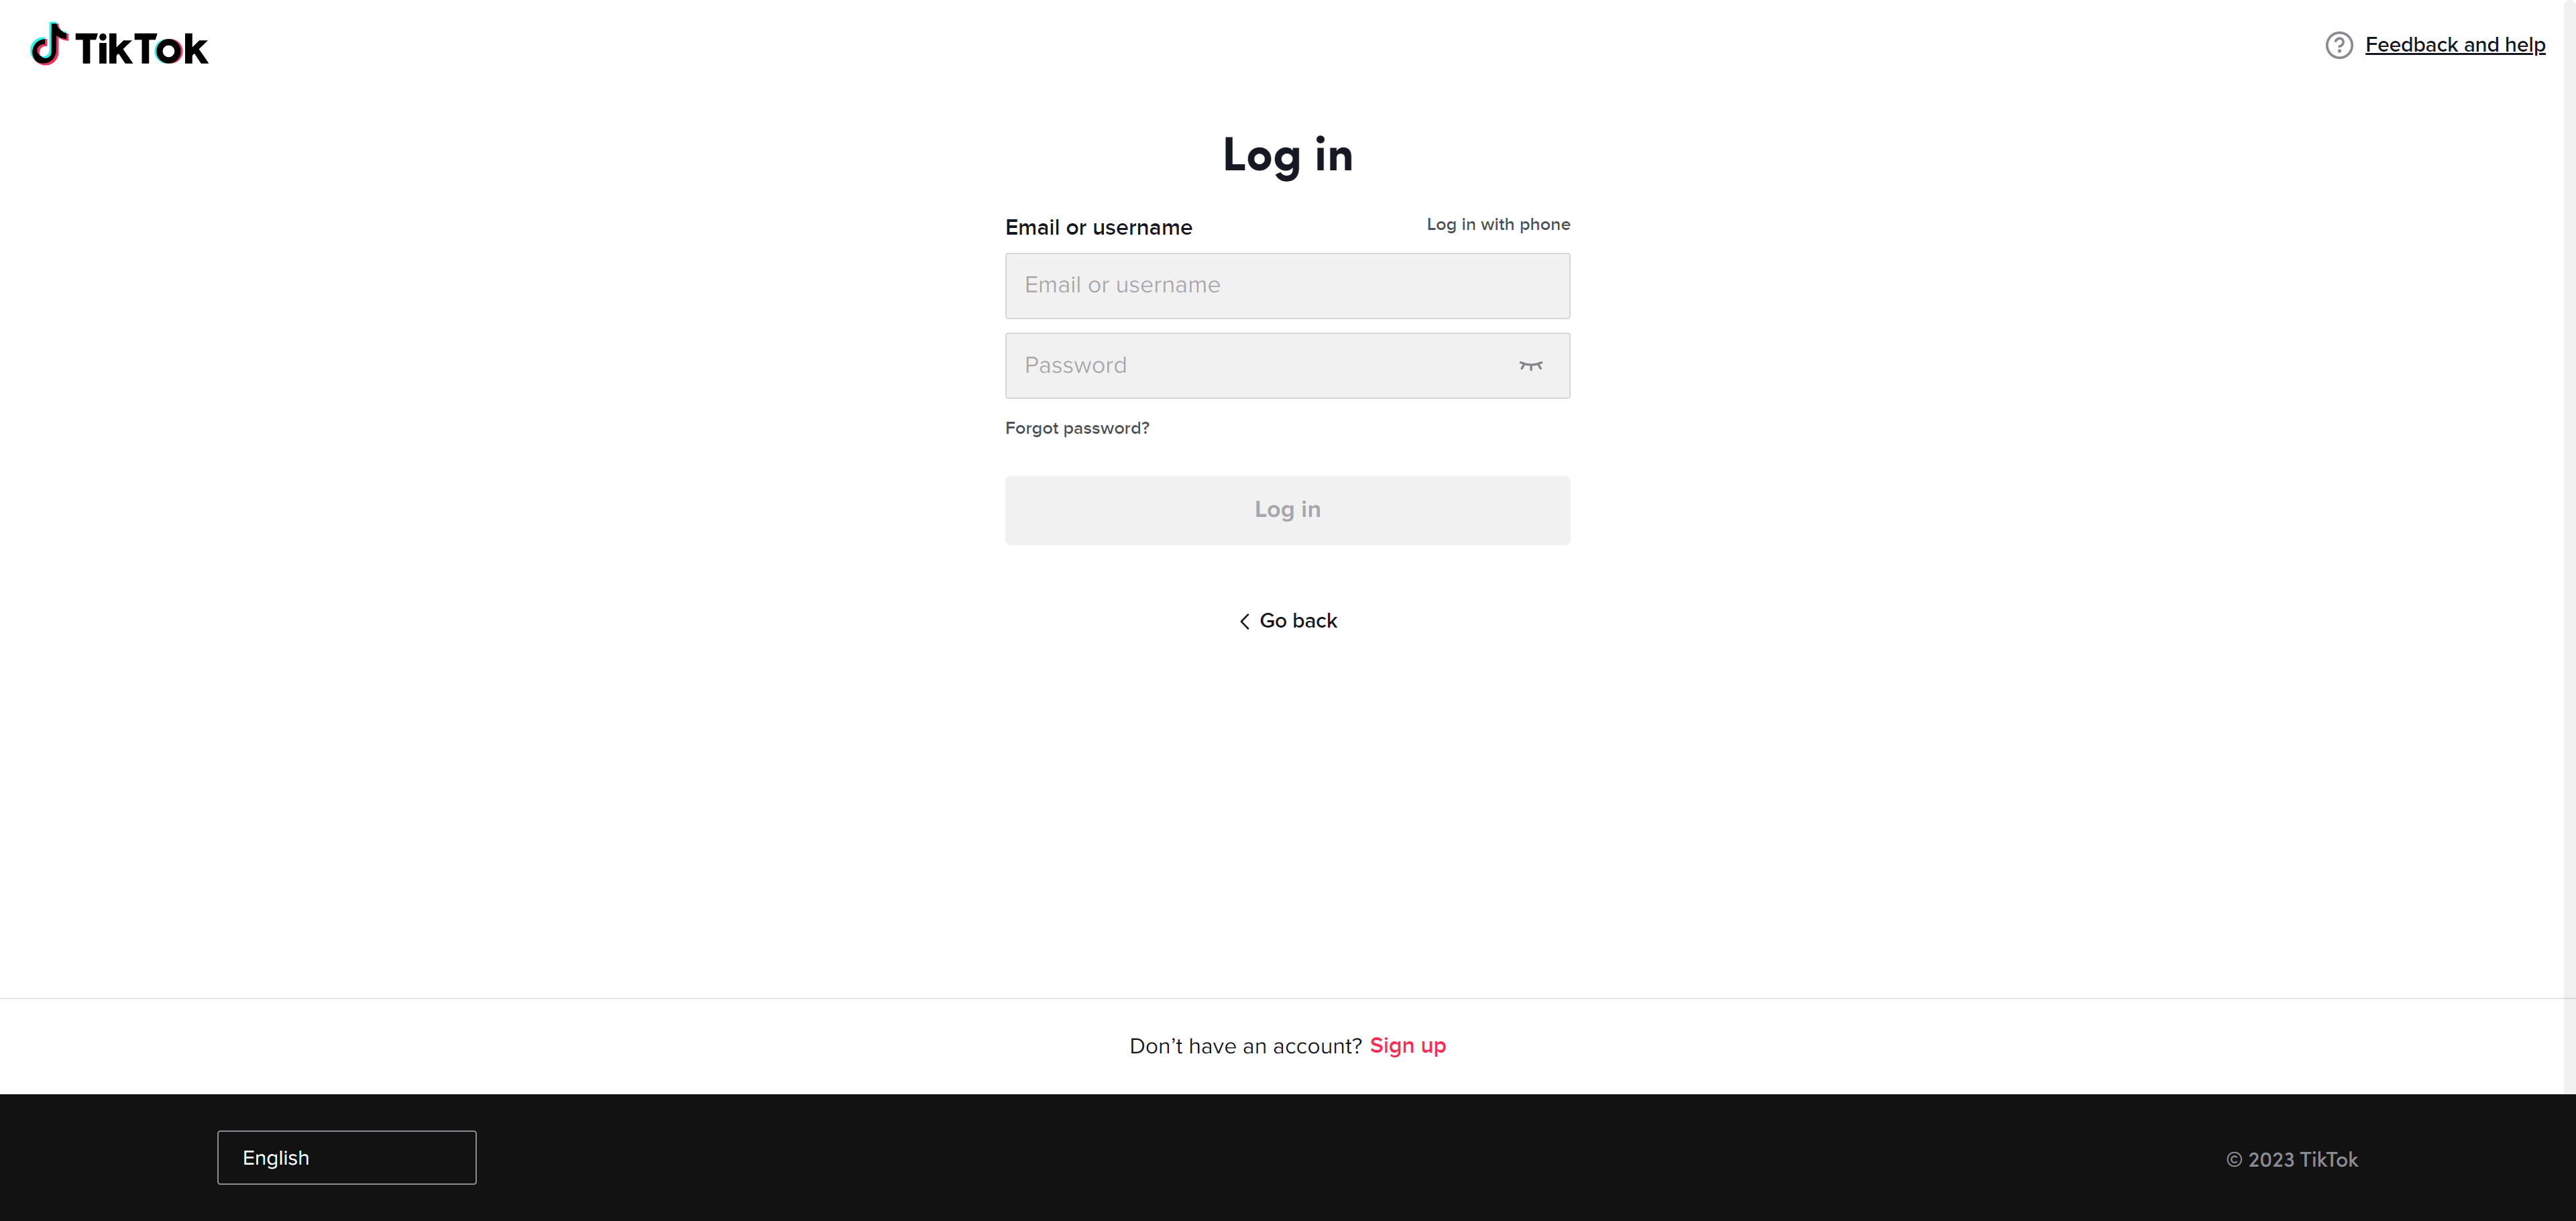 TikTok
Feedback and help
Log in
Email or username
Log in with phone
Email or username
Password
Forgot password?
Log in
Go back
Don’t have an account? Sign up
English
© 2023 TikTok